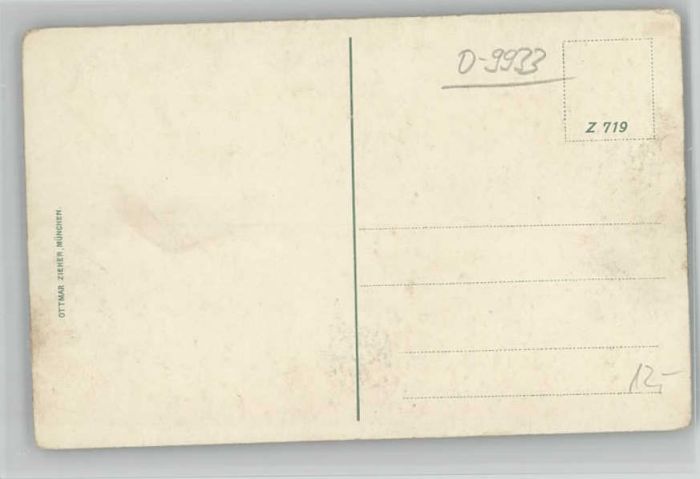 D-9933
Z 719
OTTMAR ZIEHER, MÜNCHEN.
12,-